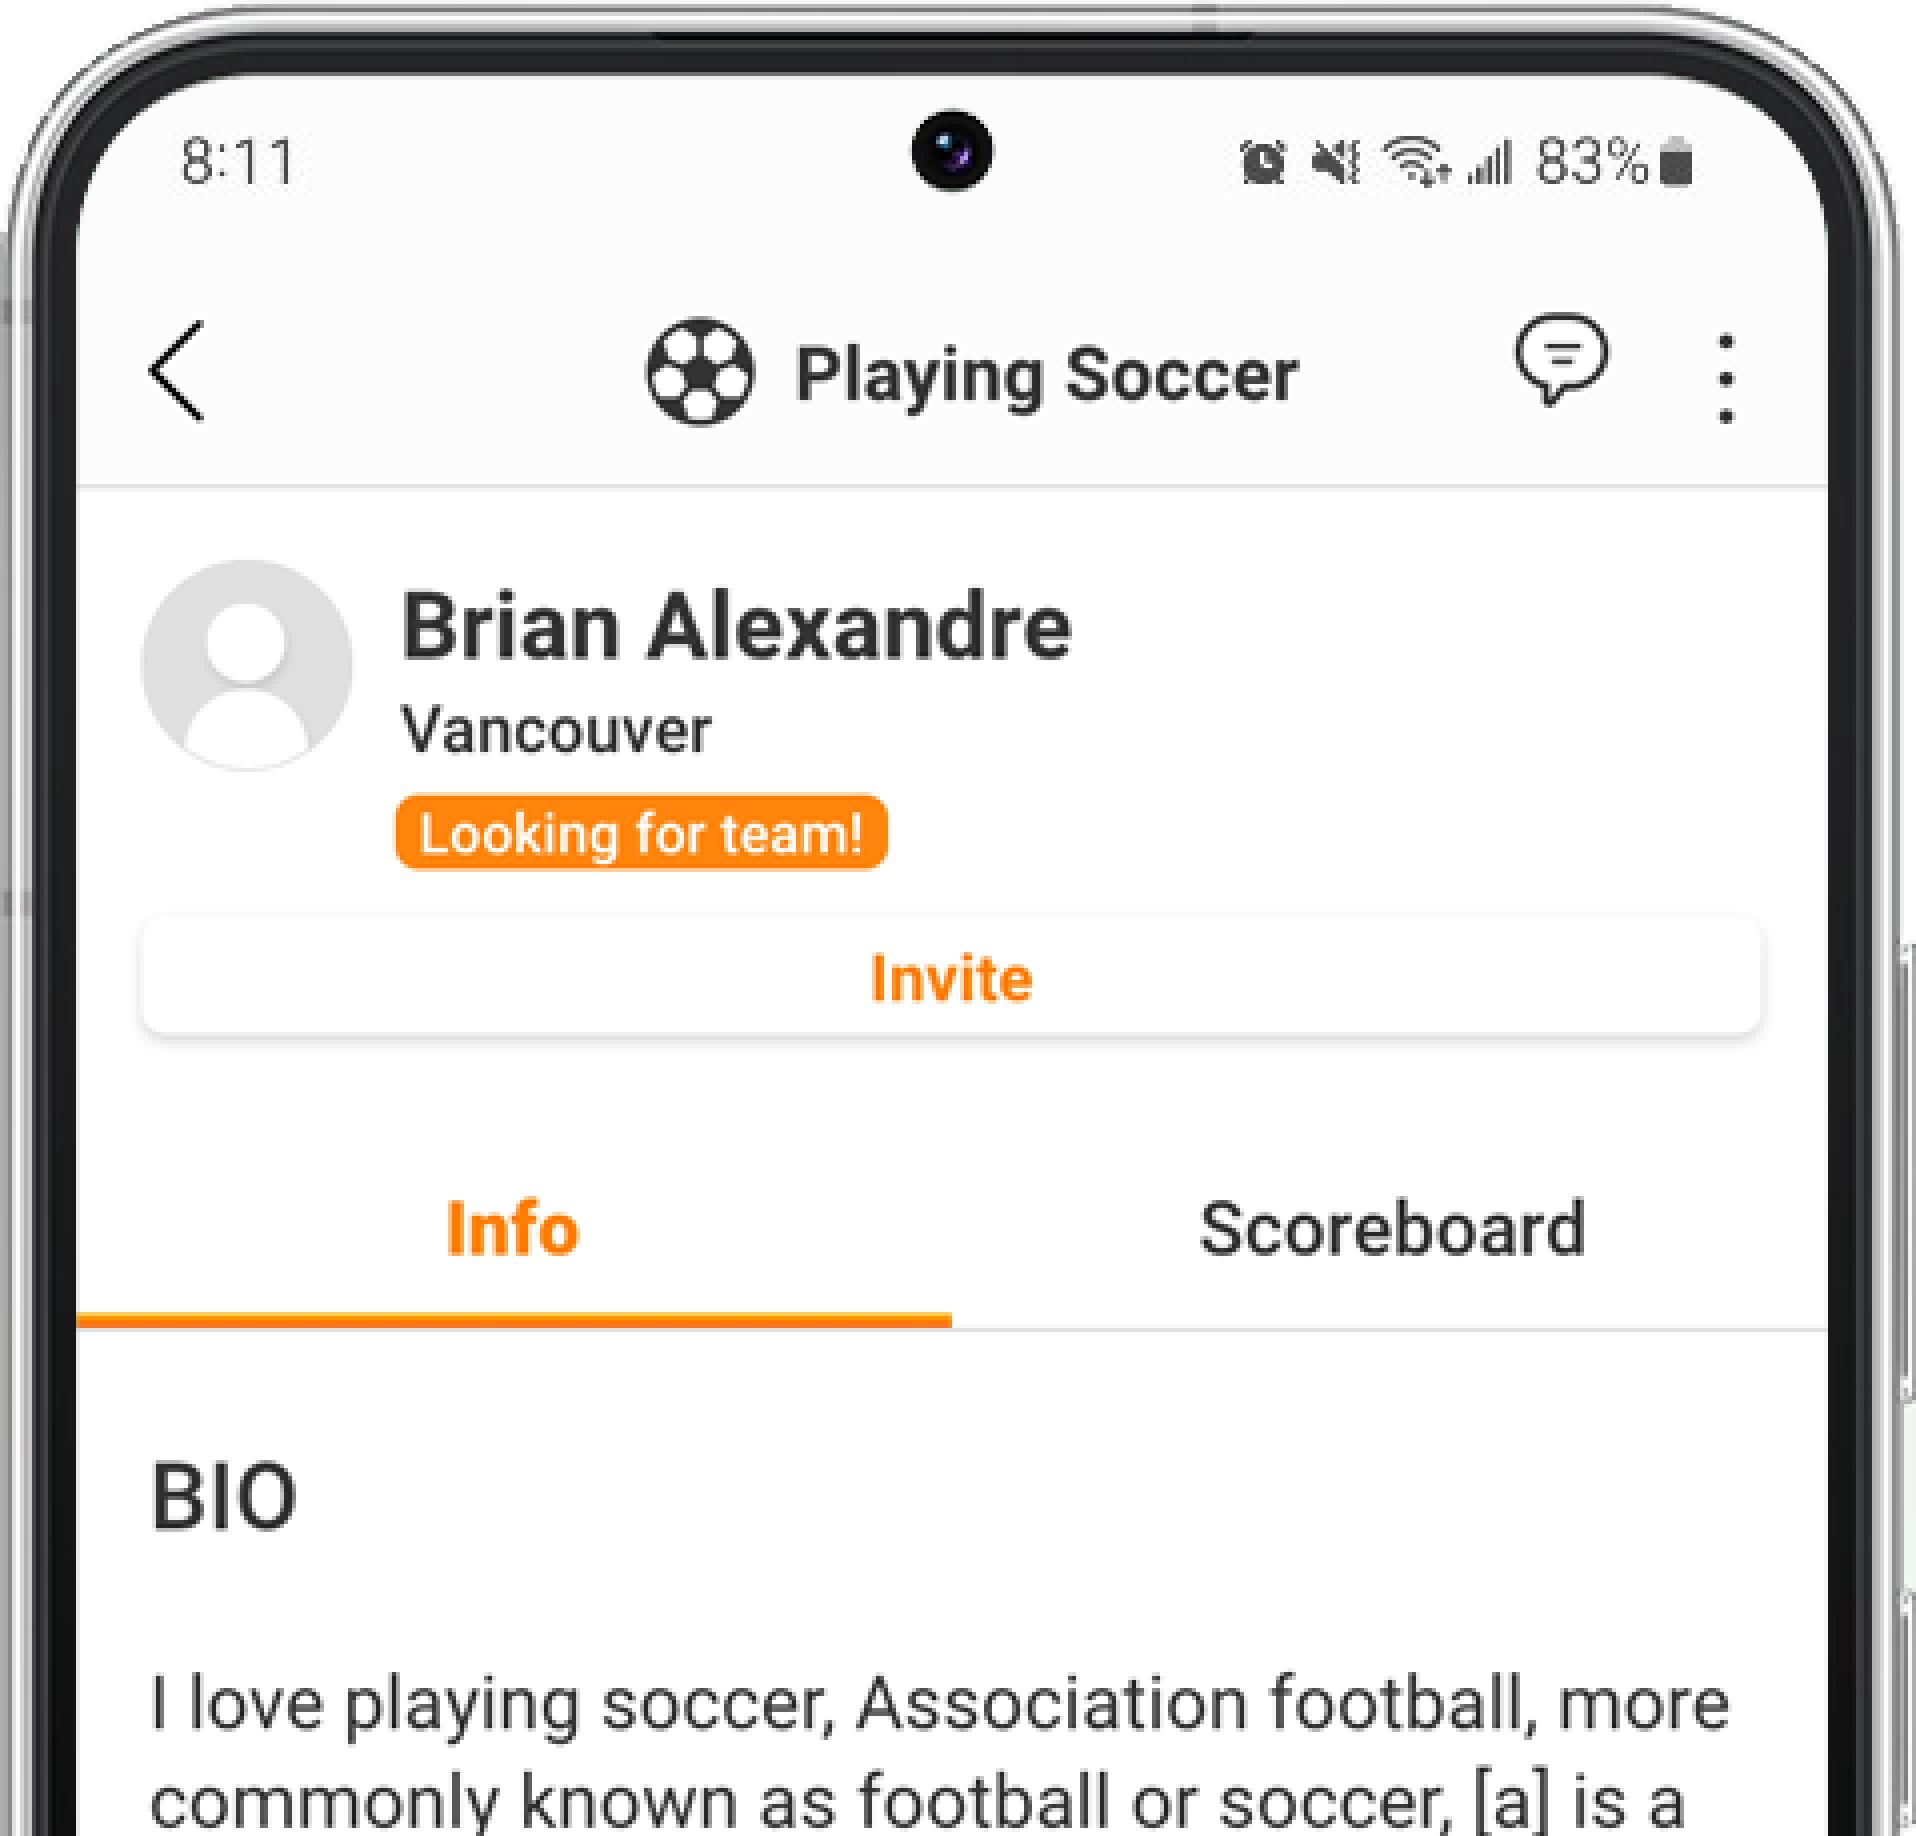 8:11 83%
Playing Soccer
Brian Alexandre
Vancouver
Looking for team!
Invite
Info Scoreboard
BIO
I love playing soccer, Association football, more
commonly known as football or soccer, [a] is a